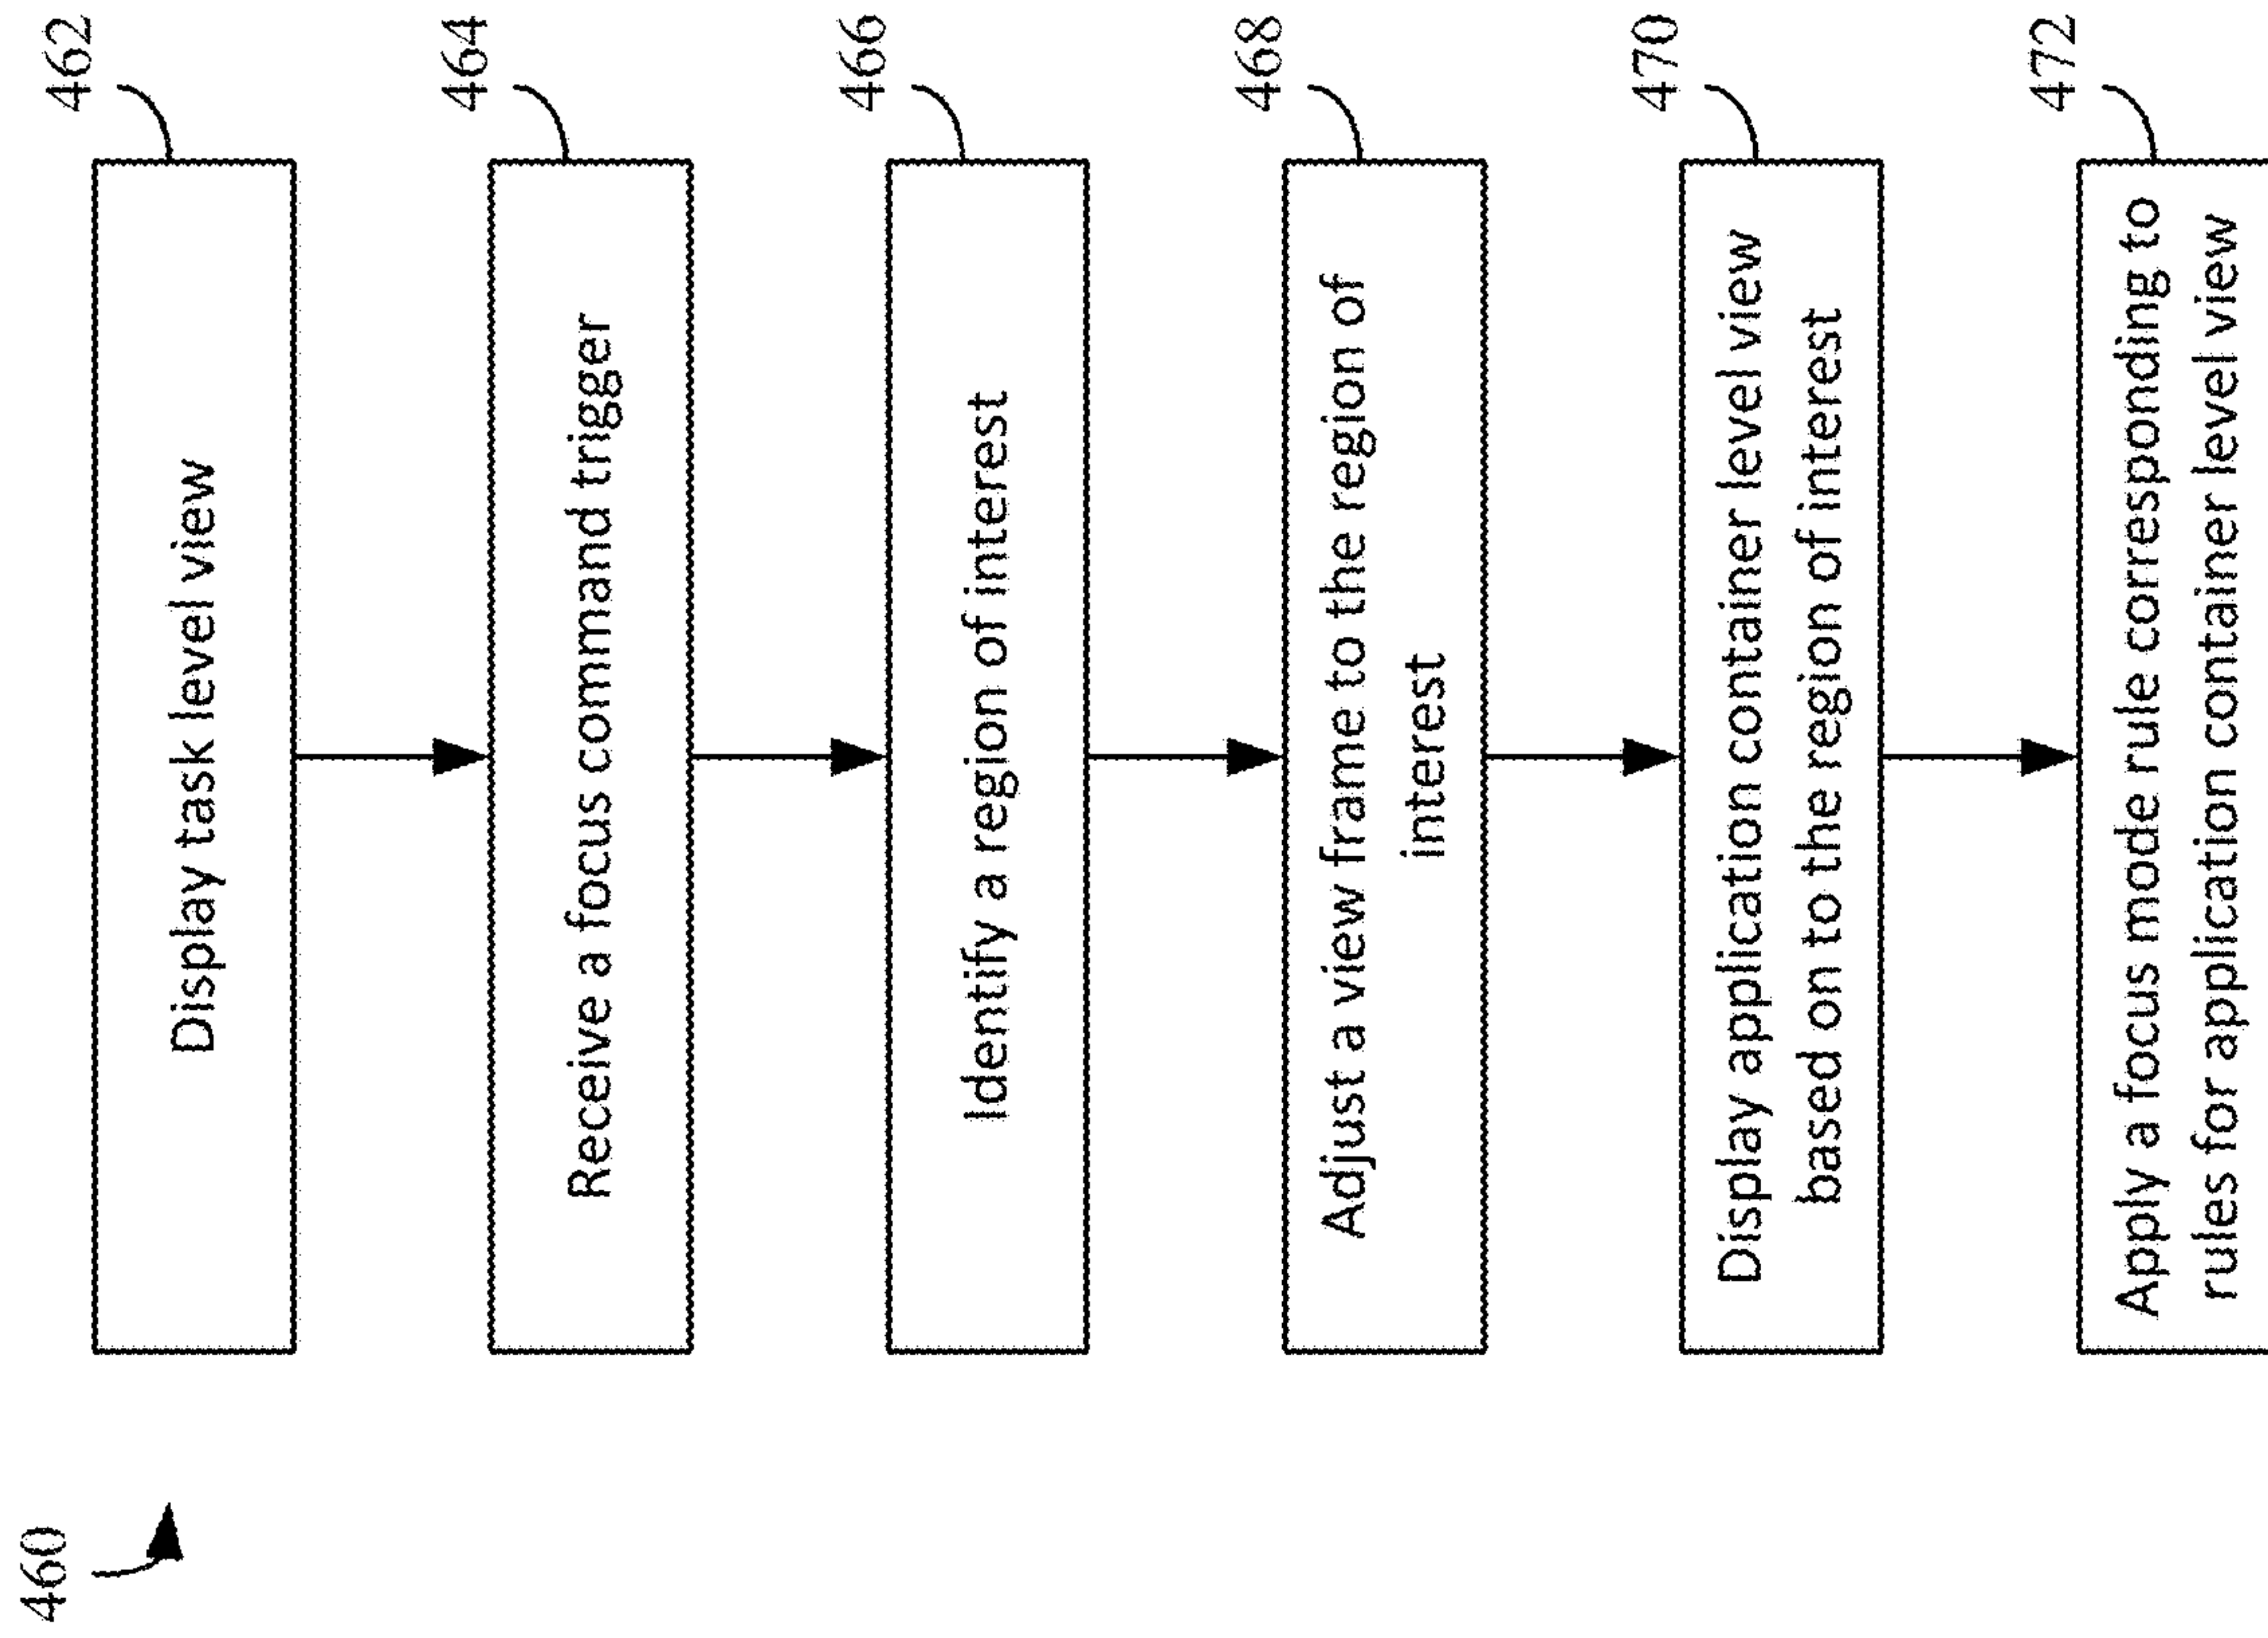 460
462
Display task level view
464
Receive a focus command trigger
466
Identify a region of interest
468
Adjust a view frame to the region of
interest
470
Display application container level view
based on to the region of interest
472
Apply a focus mode rule corresponding to
rules for application container level view